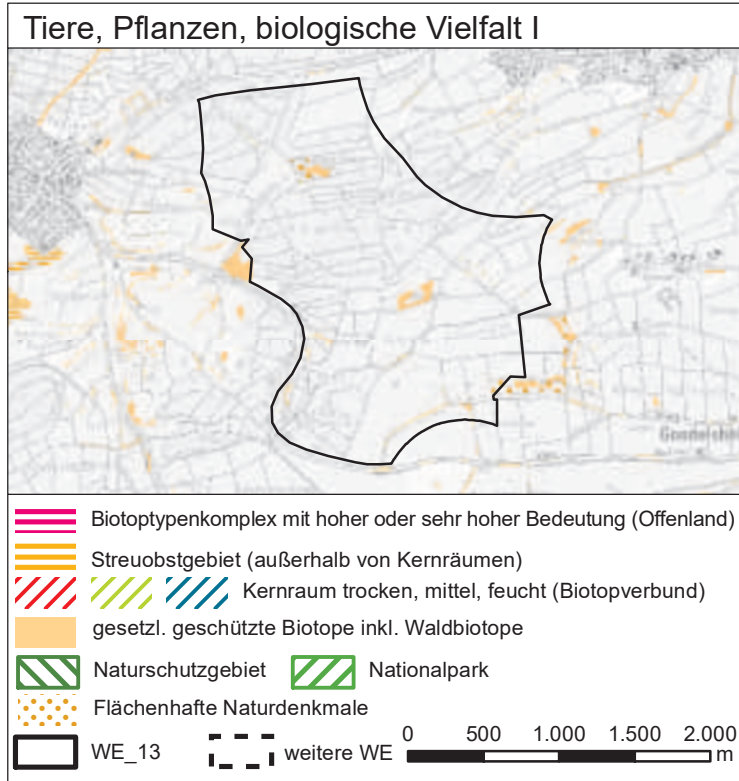 Tiere, Pflanzen, biologische Vielfalt I
Biotoptypenkomplex mit hoher oder sehr hoher Bedeutung (Offenland)
Streuobstgebiet (außerhalb von Kernräumen)
Kernraum trocken, mittel, feucht (Biotopverbund)
gesetzl. geschützte Biotope inkl. Waldbiotope
Naturschutzgebiet Nationalpark
Flächenhafte Naturdenkmale
WE_13 weitere WE
0 500 1.000 1.500 2.000
m